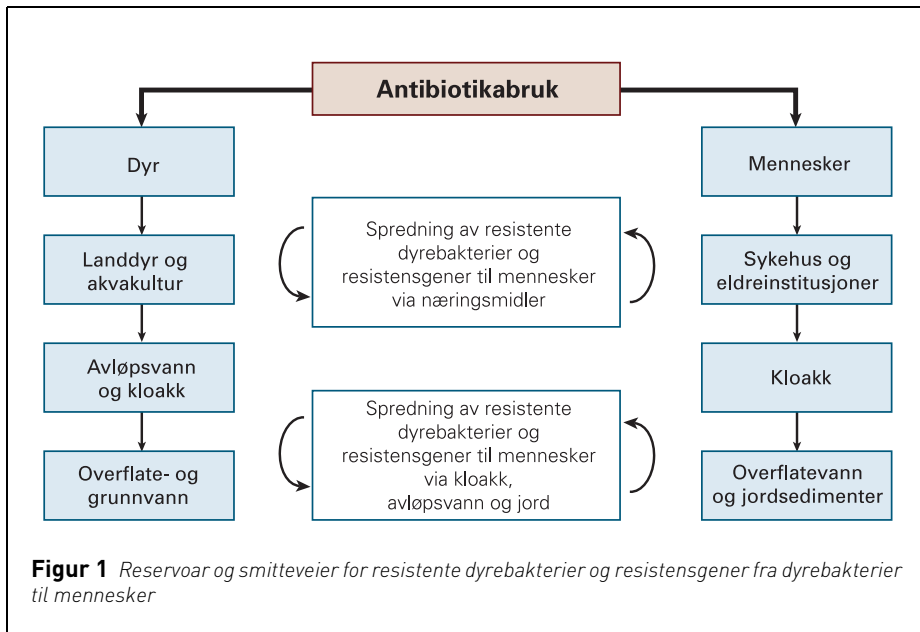 Antibiotikabruk
Dyr
Landdyr og
akvakultur
Avløpsvann
og kloakk
Overflate- og
grunnvann
Spredning av resistente
dyrebakterier og
resistensgener til mennesker
via næringsmidler
Spredning av resistente
dyrebakterier og
resistensgener til mennesker
via kloakk,
avløpsvann og jord
Mennesker
Sykehus og
eldreinstitusjoner
Kloakk
Overflatevann
og jordsedimenter
Figur 1 Reservoar og smitteveier for resistente dyrebakterier og resistensgener fra dyrebakterier
til mennesker